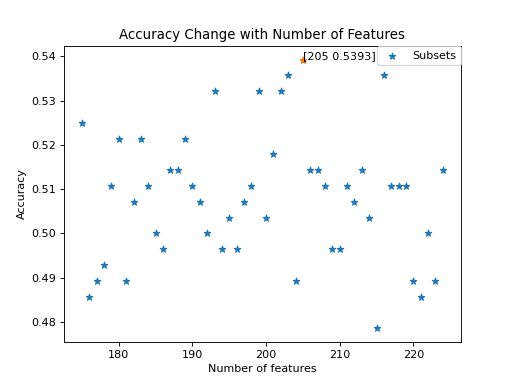 Accuracy Change with Number of Features
[205 0.5393]
Subsets
Accuracy
0.54
0.53
0.52
0.51
0.50
0.49
0.48
180 190 200 210 220
Number of features